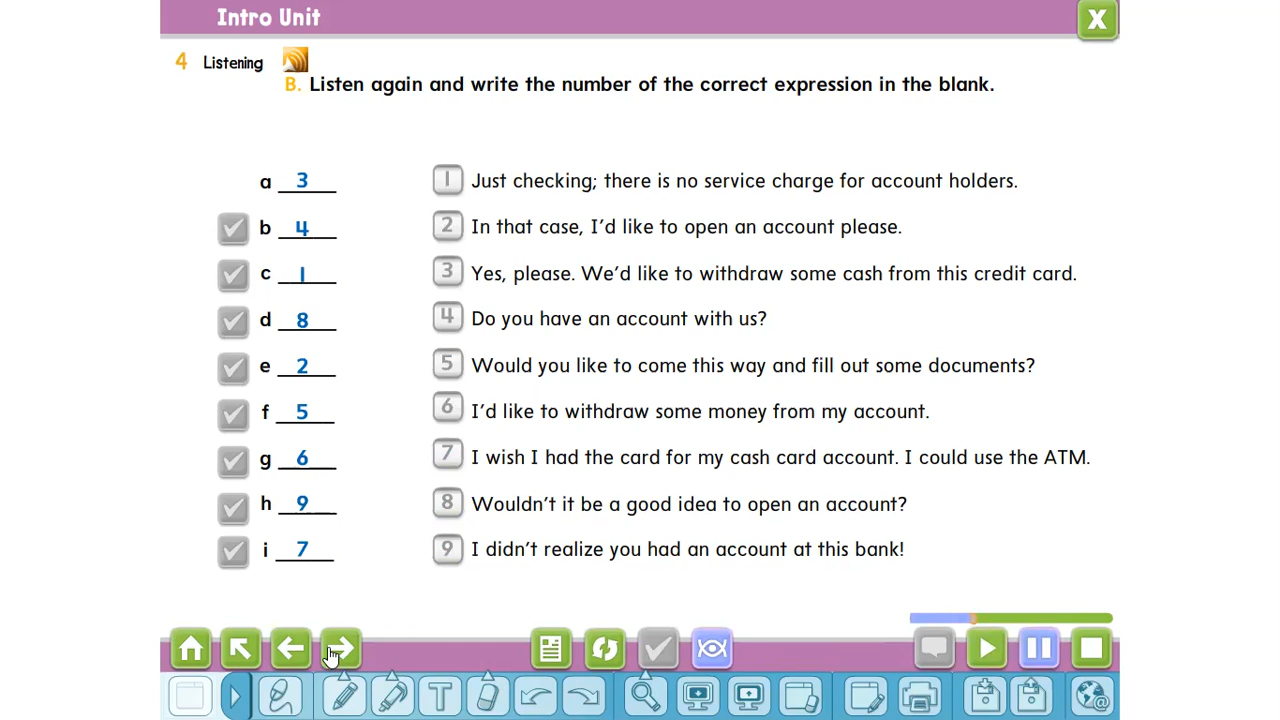 Intro Unit
X
4 Listening
B. Listen again and write the number of the correct expression in the blank.
a 3
1 Just checking; there is no service charge for account holders.
b 4
2 In that case, I'd like to open an account please.
c 1
3 Yes, please. We'd like to withdraw some cash from this credit card.
d 8
4 Do you have an account with us?
e 2
5 Would you like to come this way and fill out some documents?
f 5
6 I'd like to withdraw some money from my account.
g 6
7 I wish I had the card for my cash card account. I could use the ATM.
h 9
8 Wouldn't it be a good idea to open an account?
i 7
9 I didn't realize you had an account at this bank!
T
@